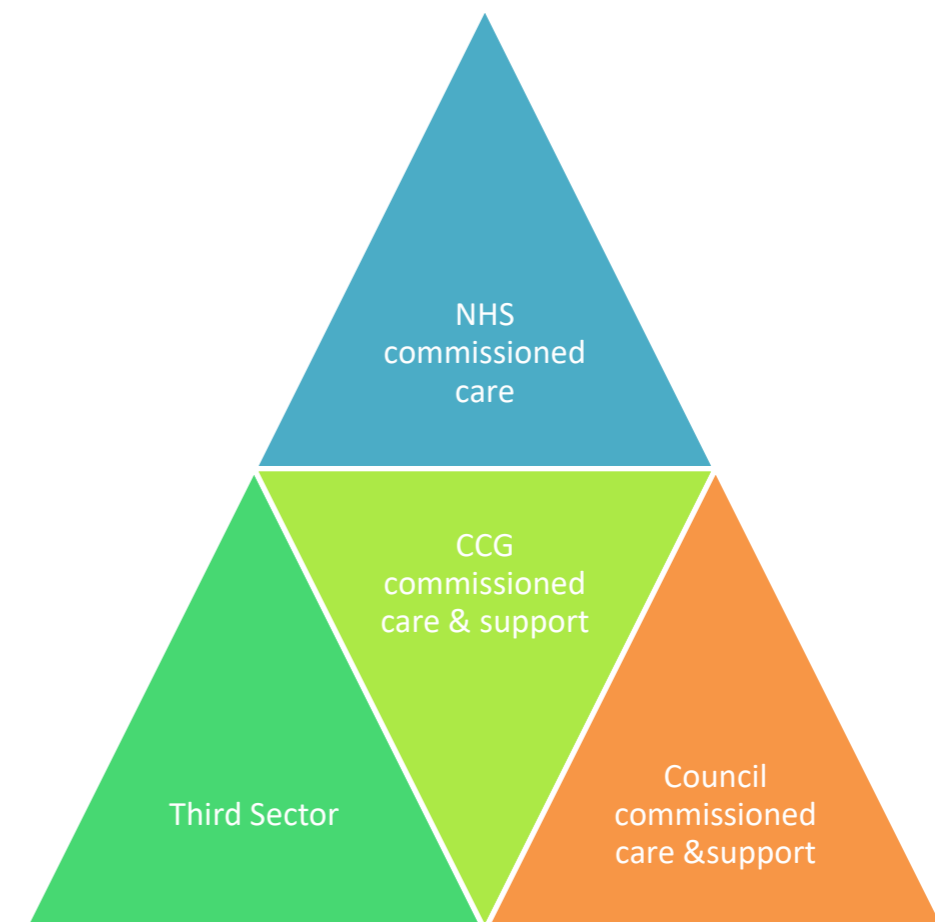 NHS
commissioned
care
CCG
commissioned
care & support
Third Sector
Council
commissioned
care &support